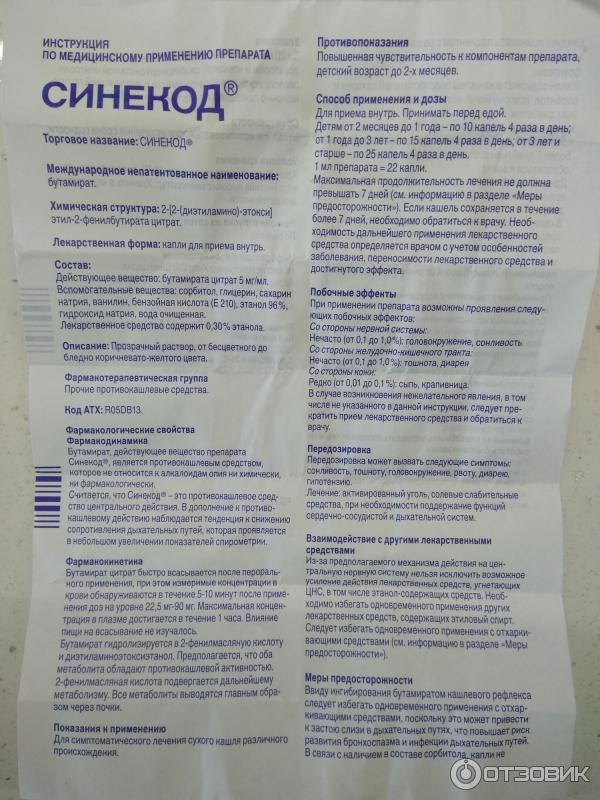 ИНСТРУКЦИЯ
ПО МЕДИЦИНСКОМУ ПРИМЕНЕНИЮ ПРЕПАРАТА
СИНЕКОД®
Торговое название: СИНЕКОД®
Международное непатентованное наименование:
бутамират.
Химическая структура: 2-[2-(диэтиламино)-этокси]
этил-2-фенилбутирата цитрат.
Лекарственная форма: капли для приема внутрь.
Состав:
Действующее вещество: бутамирата цитрат 5 мг/мл.
Вспомогательные вещества: сорбитол, глицерин, сахарин
натрия, ванилин, бензойная кислота (E 210), этанол 96%,
гидроксид натрия, вода очищенная.
Лекарственное средство содержит 0,30% этанола.
Описание: Прозрачный раствор, от бесцветного до
бледно коричневато-желтого цвета.
Фармакотерапевтическая группа
Прочие противокашлевые средства.
Код АТХ: R05DB13.
Фармакологические свойства
Фармакодинамика
Бутамират, действующее вещество препарата
Синекод®, является противокашлевым средством,
которое не относится к алкалоидам опия ни химически,
ни фармакологически.
Считается, что Синекод® – это противокашлевое сред-
ство центрального действия. В дополнение к противо-
кашлевому действию наблюдается тенденция к снижению
сопротивления дыхательных путей, которая проявляется
в небольшом увеличении показателей спирометрии.
Фармакокинетика
Бутамират цитрат быстро всасывается после перораль-
ного применения, при этом измеримые концентрации в
крови обнаруживаются в течение 5-10 минут после приме-
нения доз на уровне 22,5 мг-90 мг. Максимальная концен-
трация в плазме достигается в течение 1 часа. Влияние
пищи на всасывание не изучалось.
Бутамират гидролизируется в 2-фенилмасляную кислоту
и диэтиламиноэтоксиэтанол. Предполагается, что оба
метаболита обладают противокашлевой активностью.
2-фенилмасляная кислота подвергается дальнейшему
метаболизму. Все метаболиты выводятся главным обра-
зом через почки.
Показания к применению
Для симптоматического лечения сухого кашля различного
происхождения.
Противопоказания
Повышенная чувствительность к компонентам препарата,
детский возраст до 2-х месяцев.
Способ применения и дозы
Для приема внутрь. Принимать перед едой.
Детям от 2 месяцев до 1 года – по 10 капель 4 раза в день;
от 1 года до 3 лет – по 15 капель 4 раза в день; от 3 лет и
старше – по 25 капель 4 раза в день.
1 мл препарата = 22 капли.
Максимальная продолжительность лечения не должна
превышать 7 дней (см. информацию в разделе «Меры
предосторожности»). Если кашель сохраняется в течение
более 7 дней, необходимо обратиться к врачу. Необ-
ходимость дальнейшего применения лекарственного
средства определяется врачом с учетом особенностей
заболевания, переносимости лекарственного средства и
достигнутого эффекта.
Побочные эффекты
При применении препарата возможны проявления следу-
ющих побочных эффектов:
Со стороны нервной системы:
Нечасто (от 0,1 до 1,0%): головокружение, сонливость
Со стороны желудочно-кишечного тракта:
Нечасто (от 0,1 до 1,0%): тошнота, диарея
Со стороны кожи:
Редко (от 0,01 до 0,1%): сыпь, крапивница.
В случае возникновения нежелательного явления, в том
числе не указанного в данной инструкции, следует пре-
кратить прием лекарственного средства и обратиться к
врачу.
Передозировка
Передозировка может вызвать следующие симптомы:
сонливость, тошноту, головокружение, рвоту, диарею,
гипотензию.
Лечение: активированный уголь, солевые слабительные
средства, при необходимости поддержание функций
сердечно-сосудистой и дыхательной систем.
Взаимодействие с другими лекарственными
средствами
Из-за предполагаемого механизма действия на цен-
тральную нервную систему нельзя исключить возможное
усиление действия лекарственных средств, угнетающих
ЦНС, в том числе этанол-содержащих средств. Необ-
ходимо избегать одновременного применения других
лекарственных средств, содержащих этиловый спирт.
Следует избегать одновременного применения с отхарки-
вающими средствами (см. информацию в разделе «Меры
предосторожности»).
Меры предосторожности
Ввиду ингибирования бутамиратом кашлевого рефлекса
следует избегать одновременного применения с отхар-
кивающими средствами, поскольку это может привести
к застою слизи в дыхательных путях, что повышает риск
развития бронхоспазма и инфекции дыхательных путей.
В связи с наличием в составе сорбитола, капли не
ОТЗОВИК